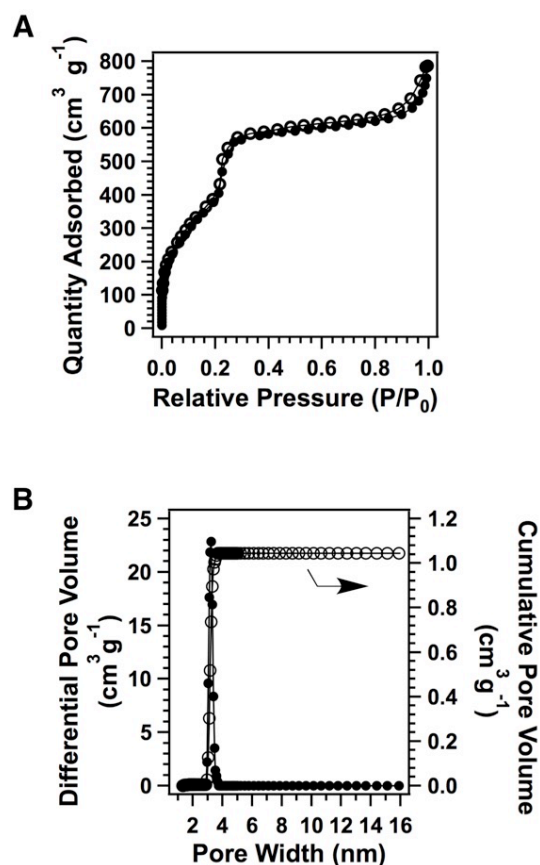 A
Quantity Adsorbed (cm³ g⁻¹)
800
700
600
500
400
300
200
100
0
0.0 0.2 0.4 0.6 0.8 1.0
Relative Pressure (P/P₀)
B
Differential Pore Volume
(cm³ g⁻¹)
25
20
15
10
5
0
1.2
1.0
0.8
0.6
0.4
0.2
0.0
Cumulative Pore Volume
(cm³ g⁻¹)
2 4 6 8 10 12 14 16
Pore Width (nm)